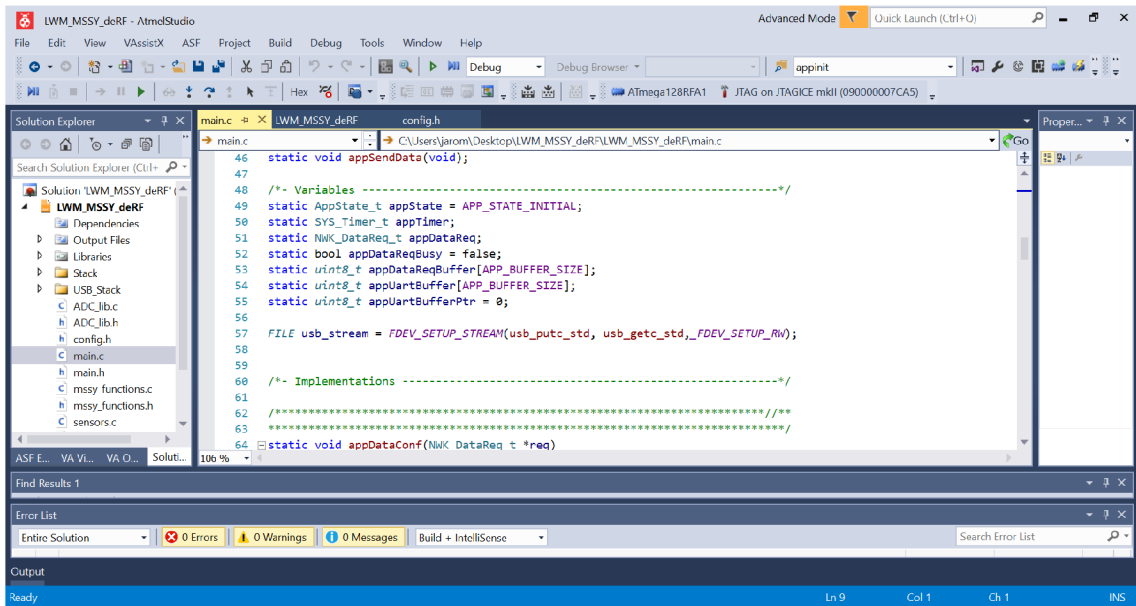 LWM_MSSY_deRF - AtmelStudio
Advanced Mode
Quick Launch (Ctrl+Q)
File Edit View VAssistX ASF Project Build Debug Tools Window Help
Debug
Debug Browser
appinit
Hex
ATmega128RFA1
JTAG on JTAGICE mkII (090000007CA5)
Solution Explorer
Search Solution Explorer (Ctrl+
Solution 'LWM_MSSY_deRF' (
LWM_MSSY_deRF
Dependencies
Output Files
Libraries
Stack
USB_Stack
ADC_lib.c
ADC_lib.h
config.h
main.c
main.h
mssy_functions.c
mssy_functions.h
sensors.c
ASF E... VA Vi... VA O... Soluti...
main.c LWM_MSSY_deRF config.h
main.c
C:\Users\jarom\Desktop\LWM_MSSY_deRF\LWM_MSSY_deRF\main.c
Go
46 static void appSendData(void);
47
48 /*- Variables --------------------------------------------------------------*/
49 static AppState_t appState = APP_STATE_INITIAL;
50 static SYS_Timer_t appTimer;
51 static NWK_DataReq_t appDataReq;
52 static bool appDataReqBusy = false;
53 static uint8_t appDataReqBuffer[APP_BUFFER_SIZE];
54 static uint8_t appUartBuffer[APP_BUFFER_SIZE];
55 static uint8_t appUartBufferPtr = 0;
56
57 FILE usb_stream = FDEV_SETUP_STREAM(usb_putc_std, usb_getc_std,_FDEV_SETUP_RW);
58
59
60 /*- Implementations --------------------------------------------------------*/
61
62 /*************************************************************************//**
63 *****************************************************************************/
64 static void appDataConf(NWK_DataReq_t *req)
106 %
Proper...
Find Results 1
Error List
Entire Solution
0 Errors
0 Warnings
0 Messages
Build + IntelliSense
Search Error List
Output
Ready
Ln 9
Col 1
Ch 1
INS